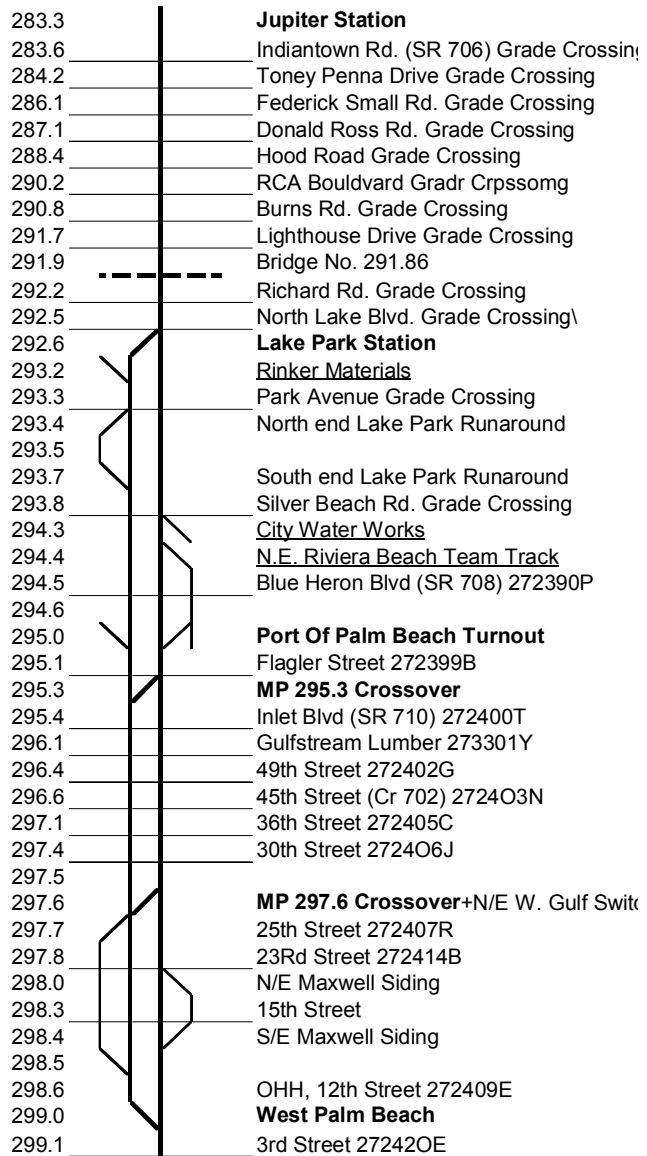 283.3 Jupiter Station
283.6 Indiantown Rd. (SR 706) Grade Crossing
284.2 Toney Penna Drive Grade Crossing
286.1 Federick Small Rd. Grade Crossing
287.1 Donald Ross Rd. Grade Crossing
288.4 Hood Road Grade Crossing
290.2 RCA Bouldvard Gradr Crpssomg
290.8 Burns Rd. Grade Crossing
291.7 Lighthouse Drive Grade Crossing
291.9 Bridge No. 291.86
292.2 Richard Rd. Grade Crossing
292.5 North Lake Blvd. Grade Crossing\
292.6 Lake Park Station
293.2 Rinker Materials
293.3 Park Avenue Grade Crossing
293.4 North end Lake Park Runaround
293.5
293.7 South end Lake Park Runaround
293.8 Silver Beach Rd. Grade Crossing
294.3 City Water Works
294.4 N.E. Riviera Beach Team Track
294.5 Blue Heron Blvd (SR 708) 272390P
294.6
295.0 Port Of Palm Beach Turnout
295.1 Flagler Street 272399B
295.3 MP 295.3 Crossover
295.4 Inlet Blvd (SR 710) 272400T
296.1 Gulfstream Lumber 273301Y
296.4 49th Street 272402G
296.6 45th Street (Cr 702) 2724O3N
297.1 36th Street 272405C
297.4 30th Street 2724O6J
297.5
297.6 MP 297.6 Crossover+N/E W. Gulf Switc
297.7 25th Street 272407R
297.8 23Rd Street 272414B
298.0 N/E Maxwell Siding
298.3 15th Street
298.4 S/E Maxwell Siding
298.5
298.6 OHH, 12th Street 272409E
299.0 West Palm Beach
299.1 3rd Street 27242OE